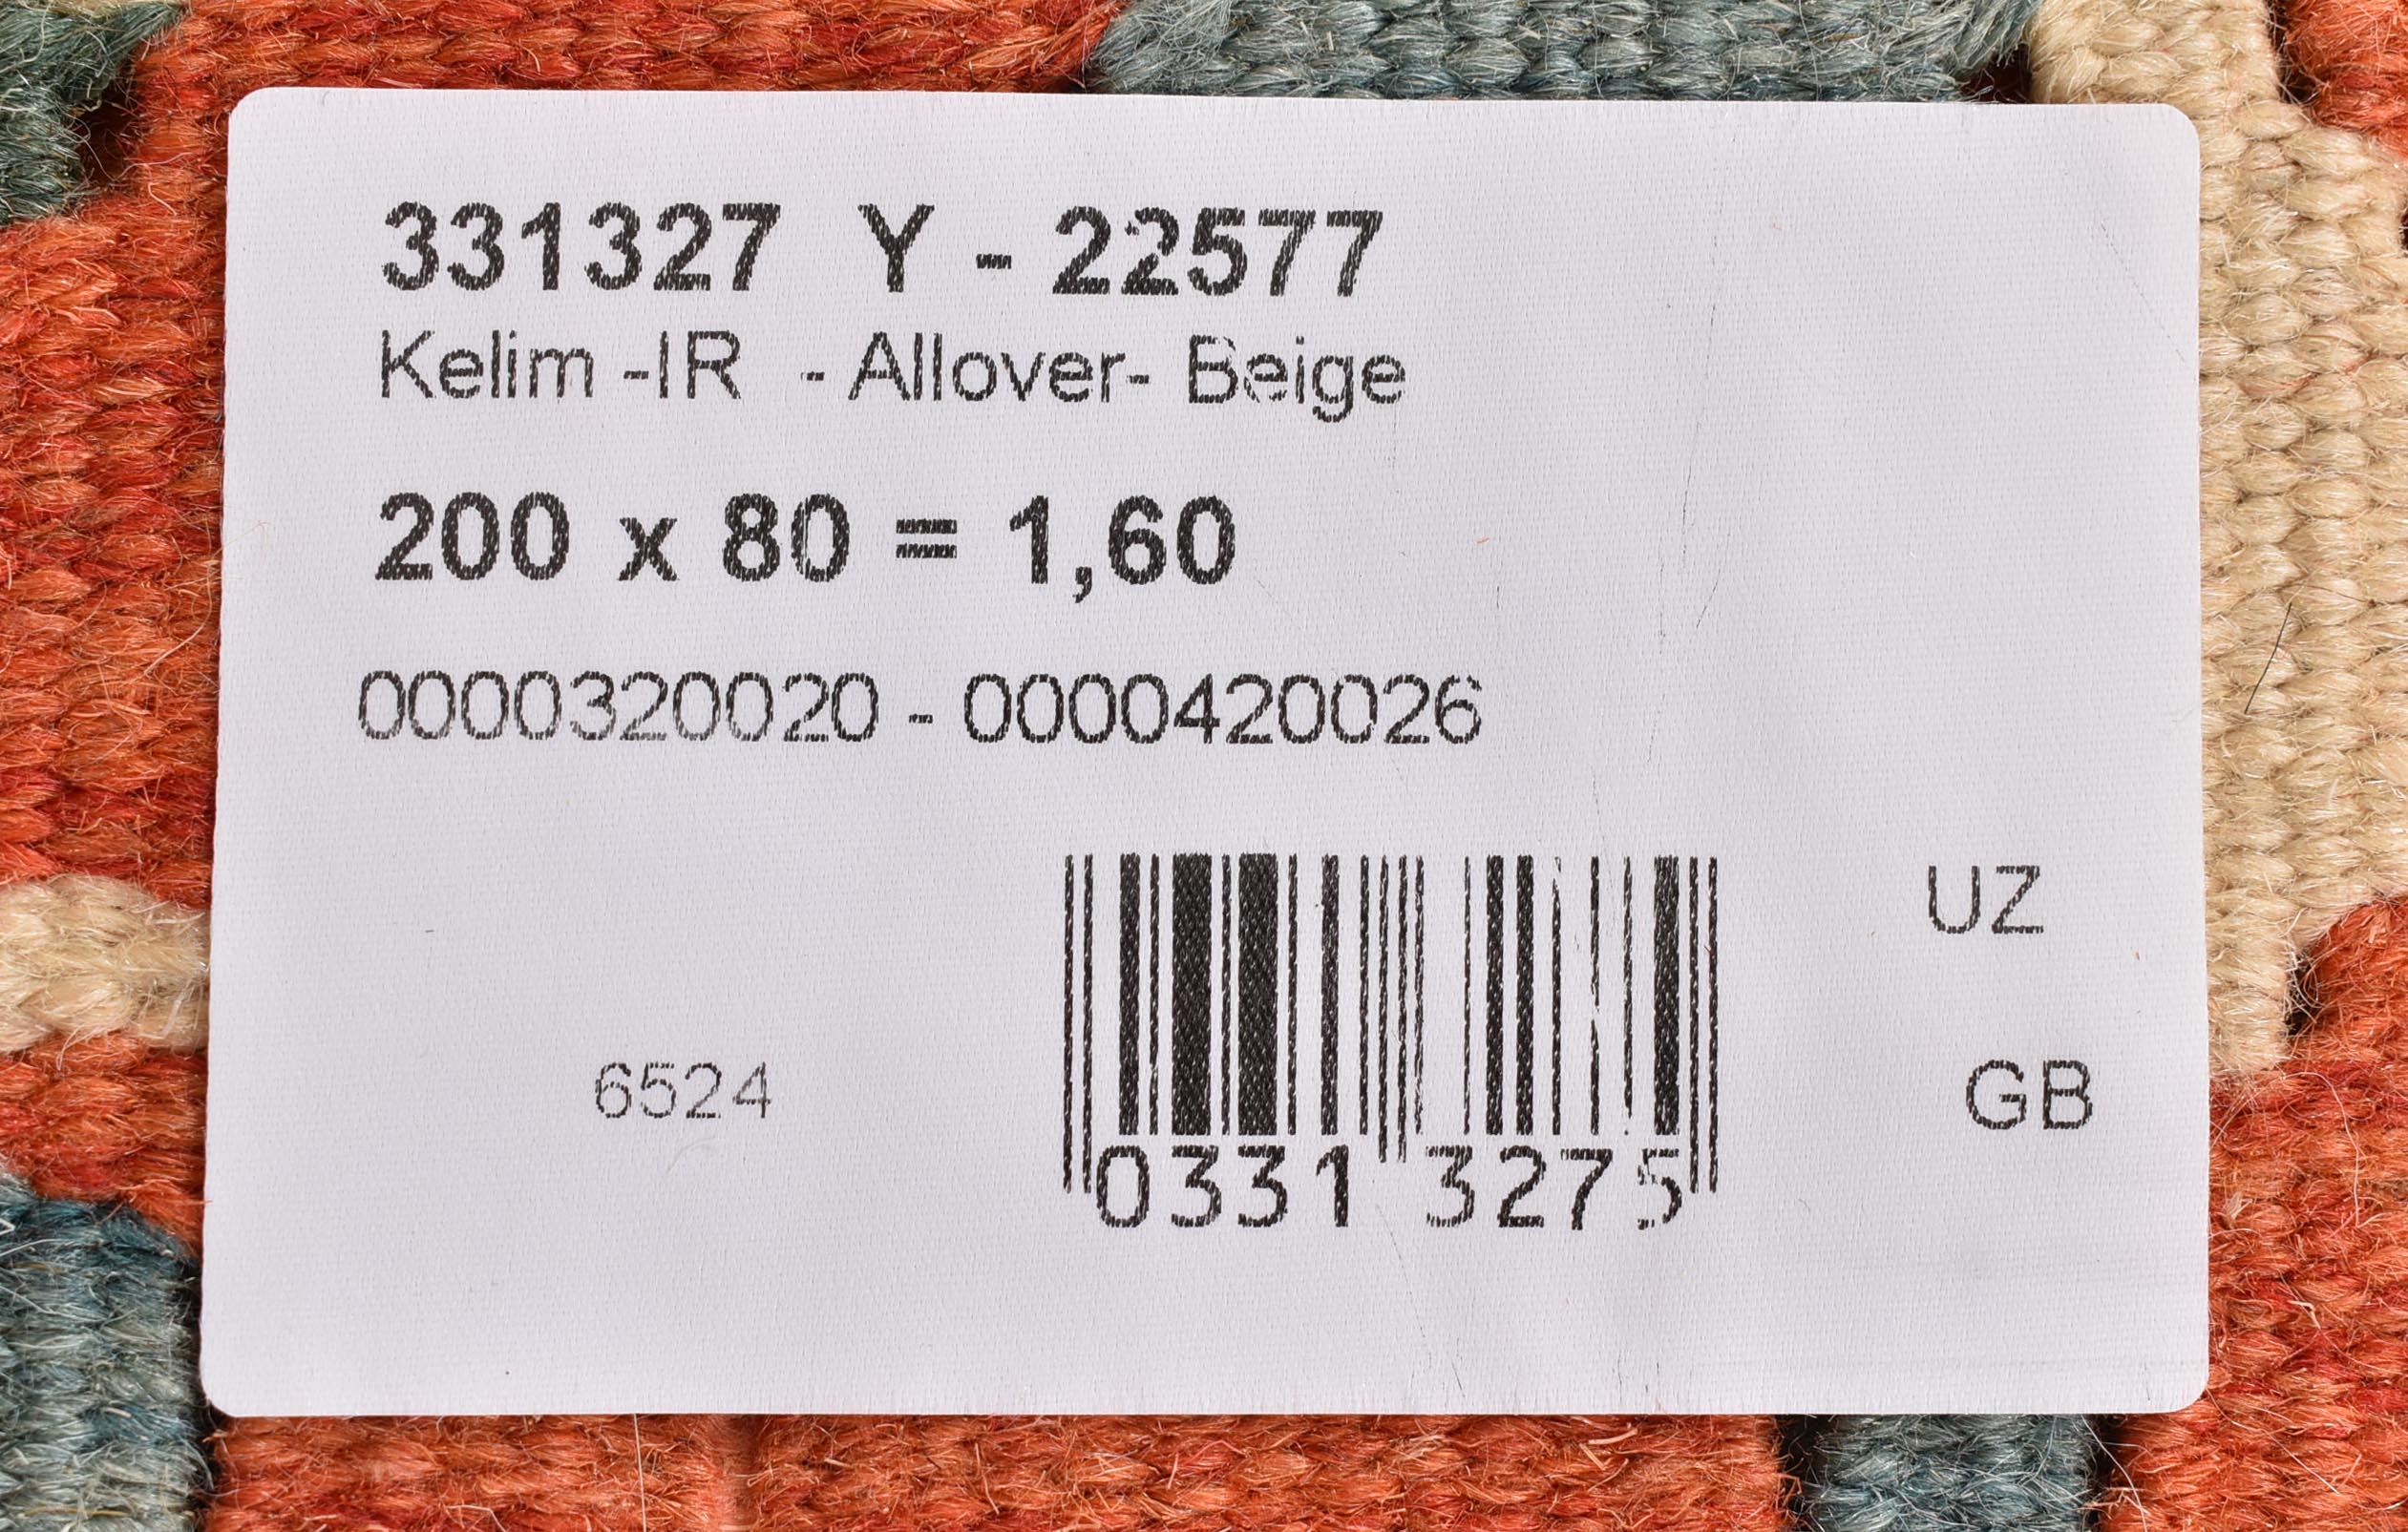 331327 Y - 22577
Kelim -IR - Allover- Beige
200 x 80 = 1,60
0000320020 - 0000420026
UZ
6524
GB
0331 3275